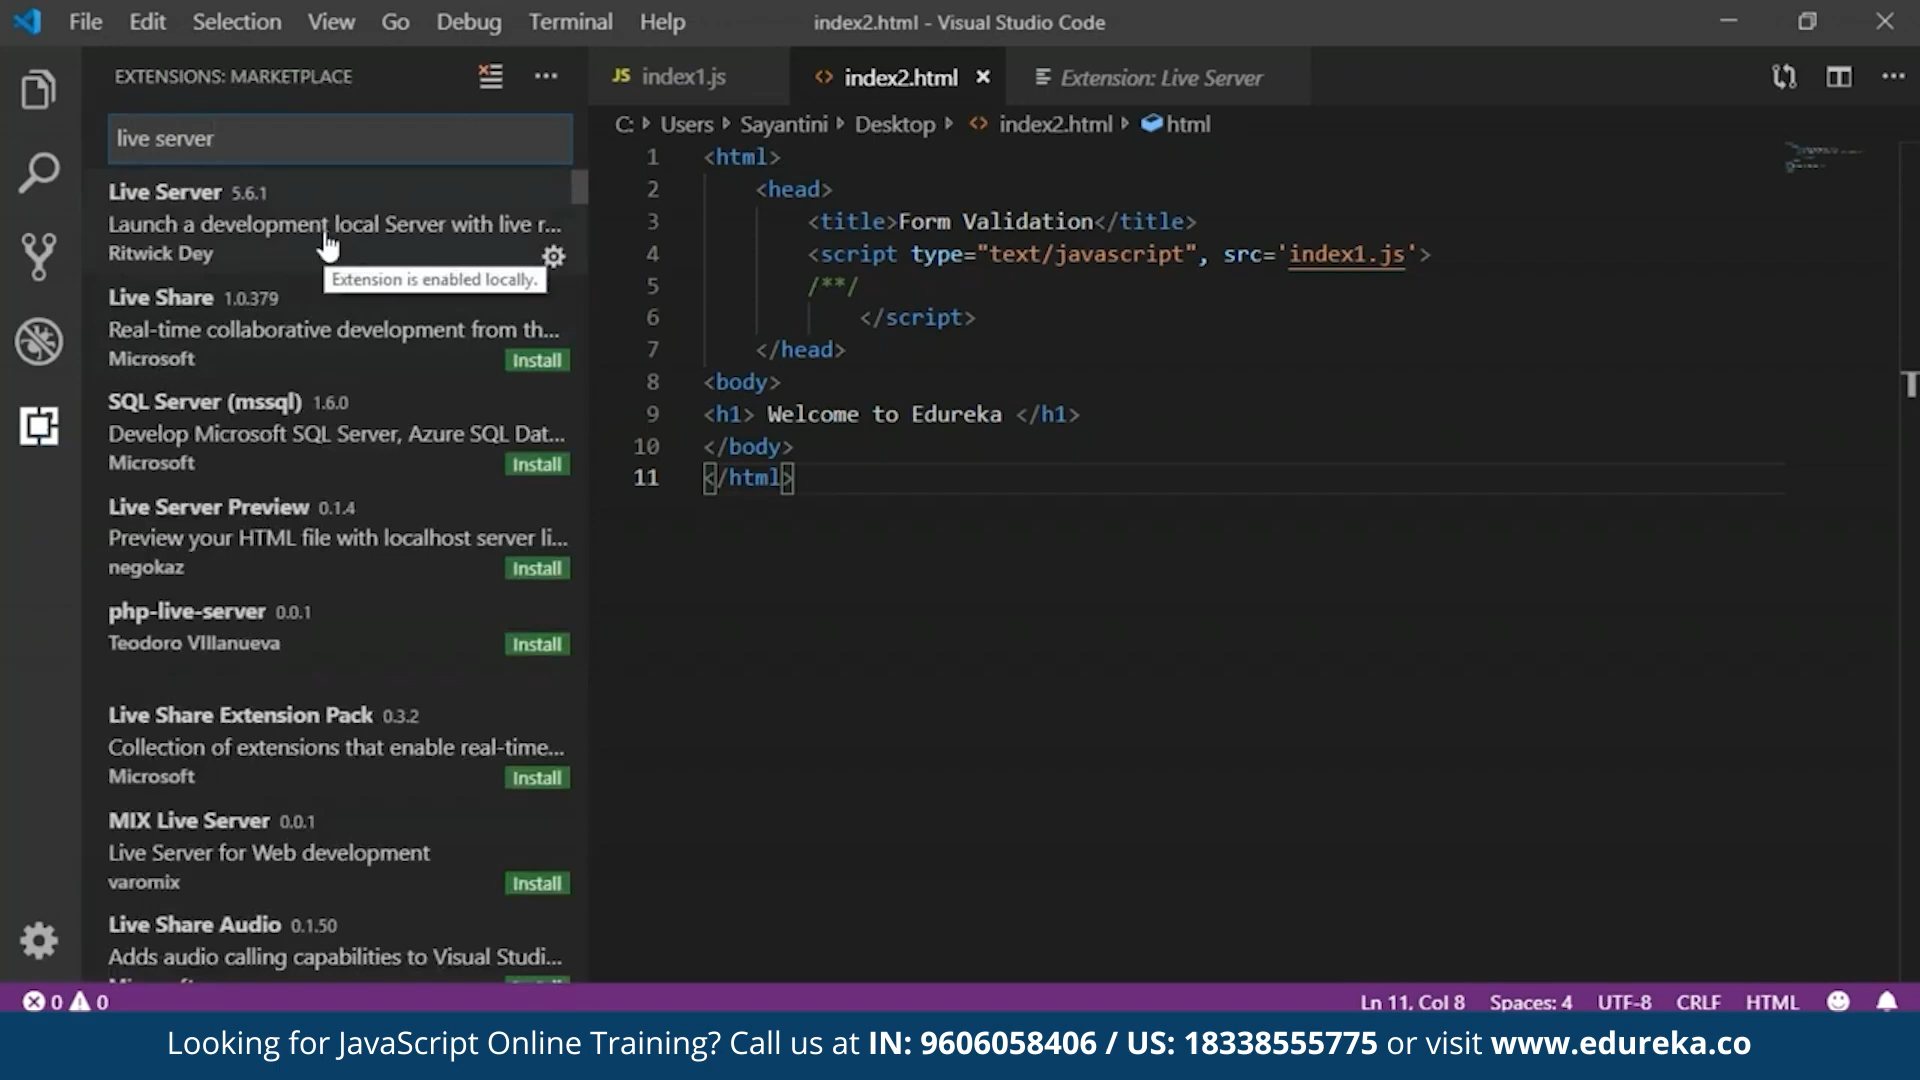 File Edit Selection View Go Debug Terminal Help
index2.html - Visual Studio Code
EXTENSIONS: MARKETPLACE
live server
Live Server 5.6.1
Launch a development local Server with live r...
Ritwick Dey
Extension is enabled locally.
Live Share 1.0.379
Real-time collaborative development from th...
Microsoft Install
SQL Server (mssql) 1.6.0
Develop Microsoft SQL Server, Azure SQL Dat...
Microsoft Install
Live Server Preview 0.1.4
Preview your HTML file with localhost server li...
negokaz Install
php-live-server 0.0.1
Teodoro VIllanueva Install
Live Share Extension Pack 0.3.2
Collection of extensions that enable real-time...
Microsoft Install
MIX Live Server 0.0.1
Live Server for Web development
varomix Install
Live Share Audio 0.1.50
Adds audio calling capabilities to Visual Studi...
JS index1.js
<> index2.html
Extension: Live Server
C: Users Sayantini Desktop <> index2.html html
1 <html>
2 <head>
3 <title>Form Validation</title>
4 <script type="text/javascript", src='index1.js'>
5 /**/
6 </script>
7 </head>
8 <body>
9 <h1> Welcome to Edureka </h1>
10 </body>
11 </html>
0 0
Ln 11, Col 8 Spaces: 4 UTF-8 CRLF HTML
Looking for JavaScript Online Training? Call us at IN: 9606058406 / US: 18338555775 or visit www.edureka.co